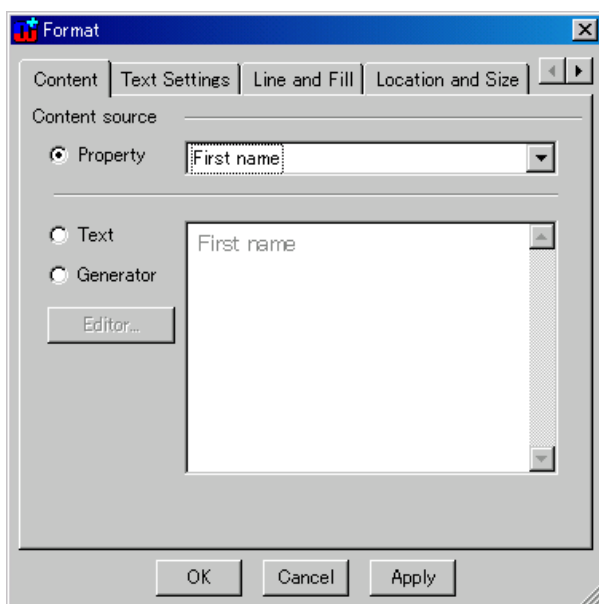 Format
Content Text Settings Line and Fill Location and Size
Content source
Property First name
Text
First name
Generator
Editor...
OK Cancel Apply